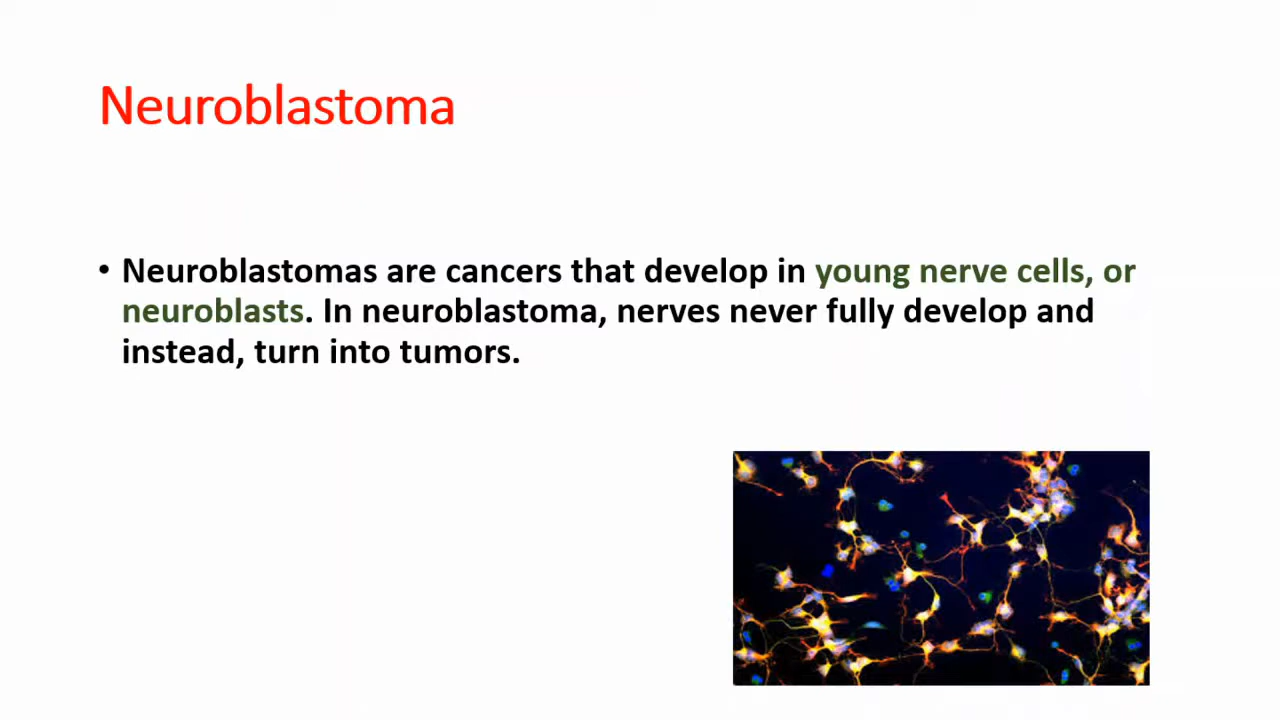 Neuroblastoma
• Neuroblastomas are cancers that develop in young nerve cells, or
neuroblasts. In neuroblastoma, nerves never fully develop and
instead, turn into tumors.